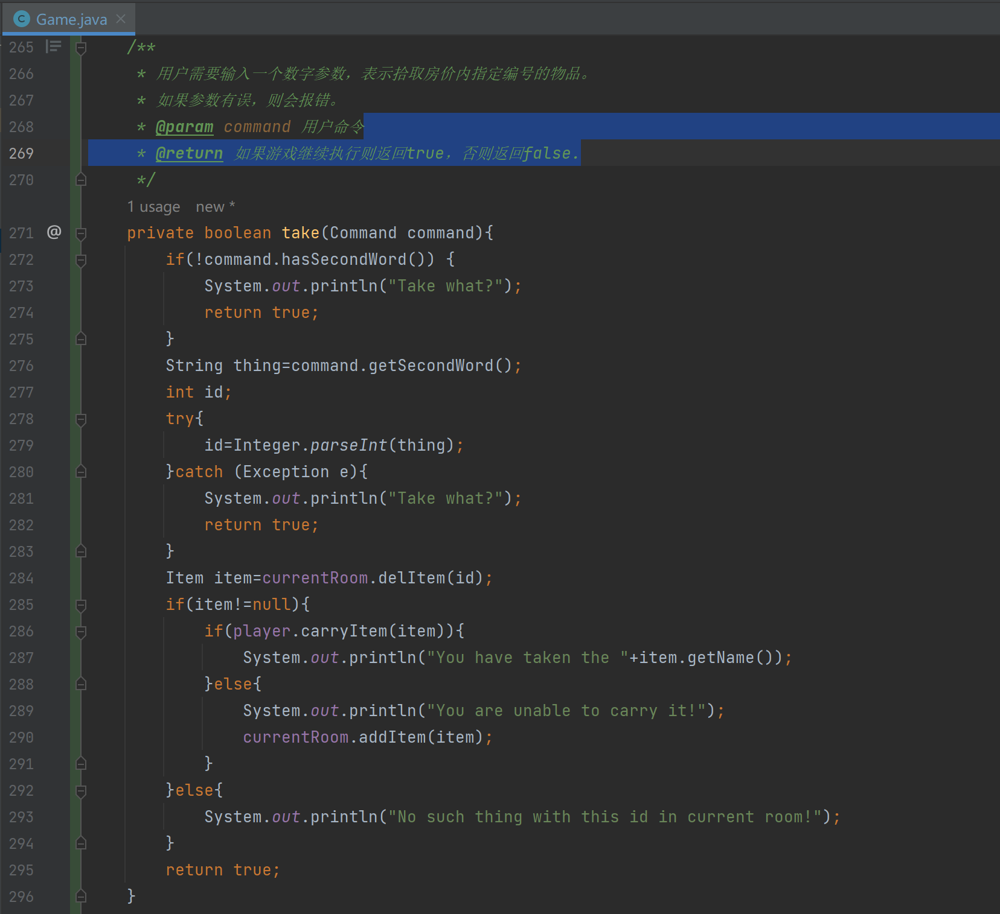 Game.java
265 /**
266 * 用户需要输入一个数字参数，表示拾取房价内指定编号的物品。
267 * 如果参数有误，则会报错。
268 * @param command 用户命令
269 * @return 如果游戏继续执行则返回true，否则返回false.
270 */
1 usage new *
271 @ private boolean take(Command command){
272 if(!command.hasSecondWord()) {
273 System.out.println("Take what?");
274 return true;
275 }
276 String thing=command.getSecondWord();
277 int id;
278 try{
279 id=Integer.parseInt(thing);
280 }catch (Exception e){
281 System.out.println("Take what?");
282 return true;
283 }
284 Item item=currentRoom.delItem(id);
285 if(item!=null){
286 if(player.carryItem(item)){
287 System.out.println("You have taken the "+item.getName());
288 }else{
289 System.out.println("You are unable to carry it!");
290 currentRoom.addItem(item);
291 }
292 }else{
293 System.out.println("No such thing with this id in current room!");
294 }
295 return true;
296 }